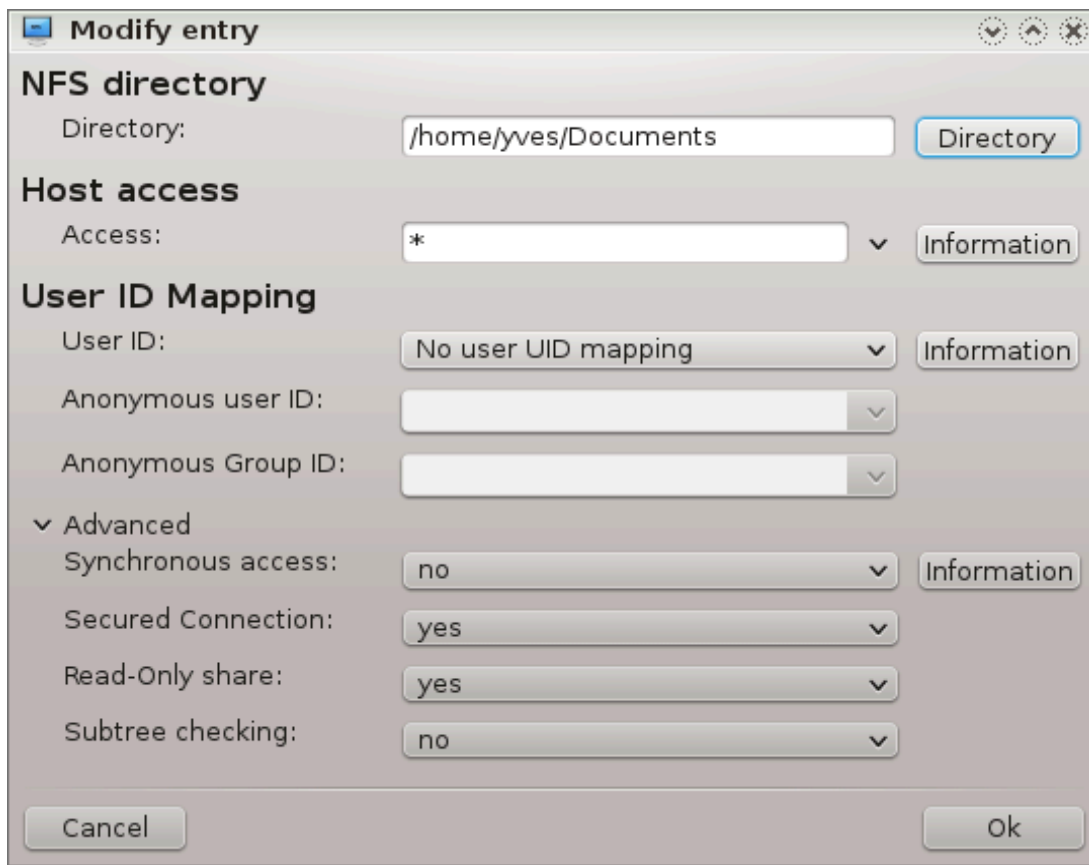 Modify entry
NFS directory
Directory: /home/yves/Documents Directory
Host access
Access: * Information
User ID Mapping
User ID: No user UID mapping Information
Anonymous user ID:
Anonymous Group ID:
Advanced
Synchronous access: no Information
Secured Connection: yes
Read-Only share: yes
Subtree checking: no
Cancel Ok